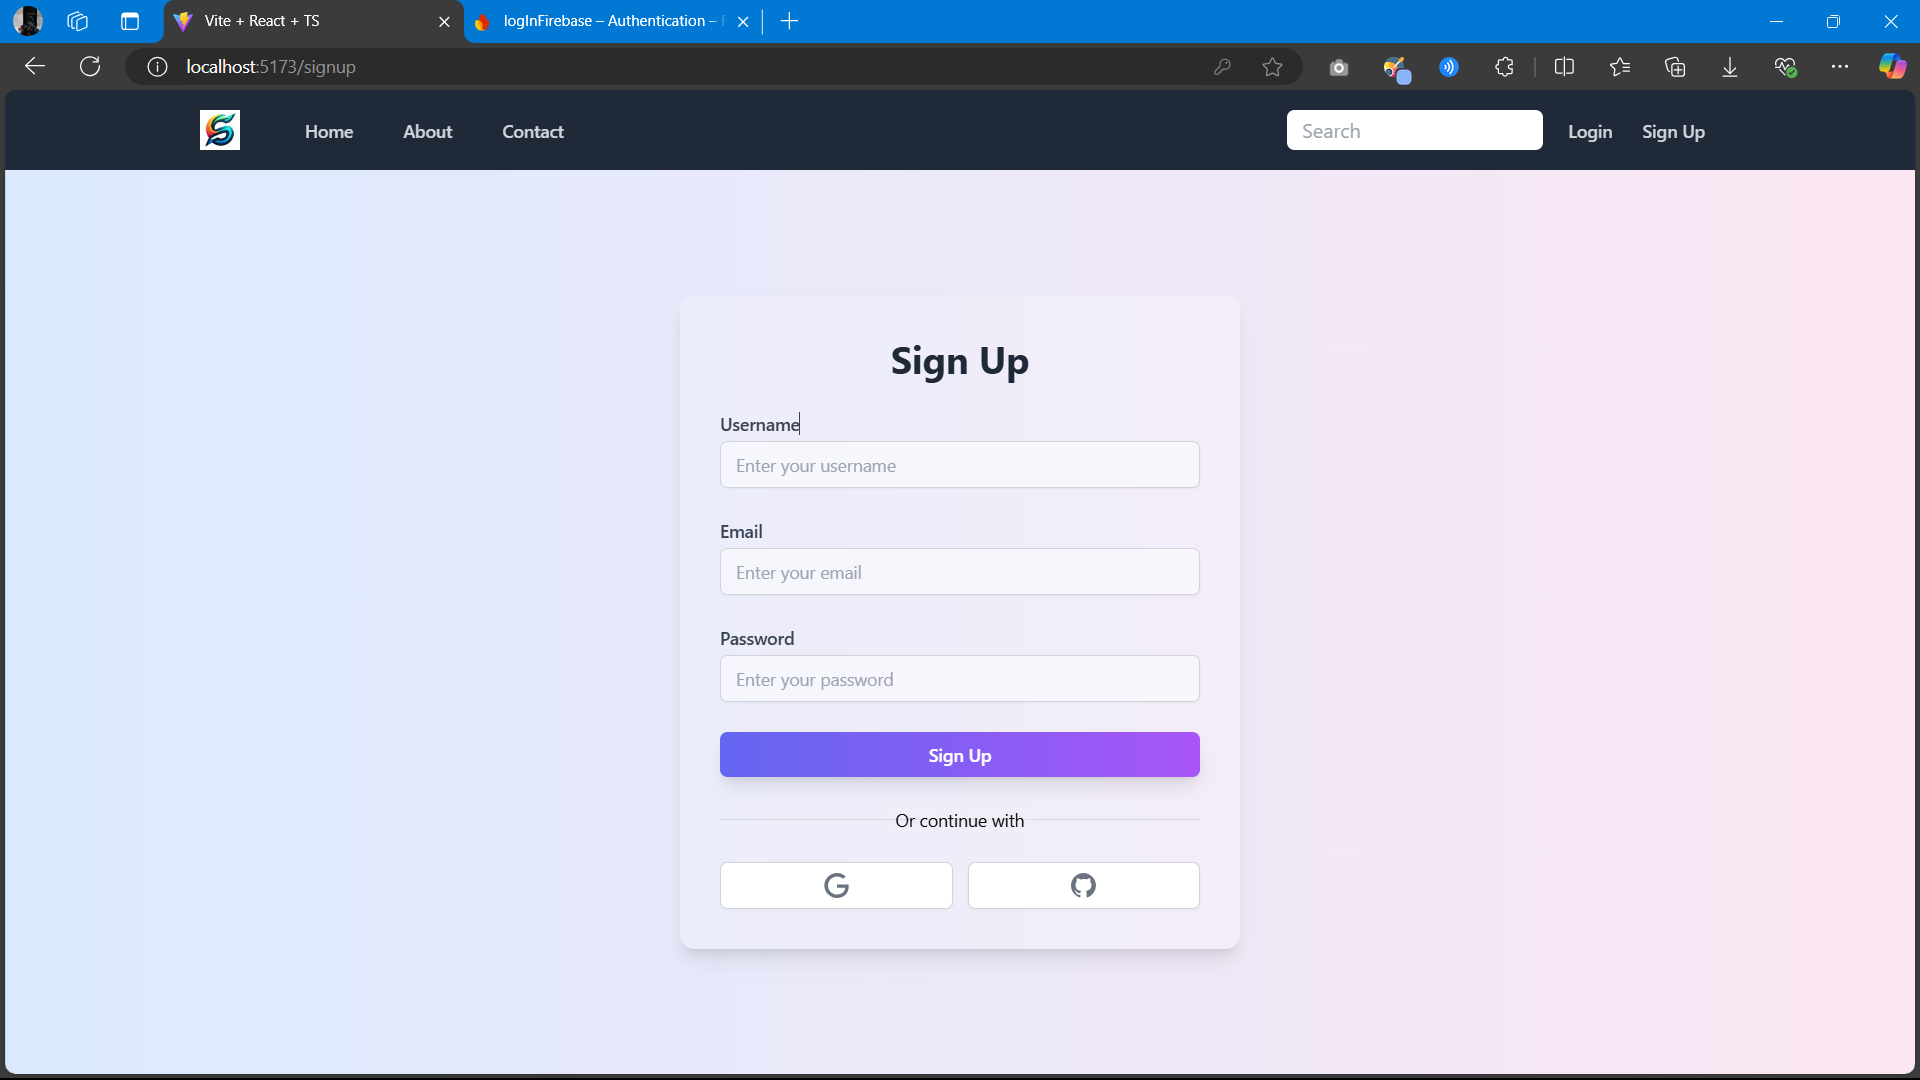 Vite + React + TS
logInFirebase – Authentication –
localhost:5173/signup
Home
About
Contact
Search
Login
Sign Up
Sign Up
Username
Enter your username
Email
Enter your email
Password
Enter your password
Sign Up
Or continue with